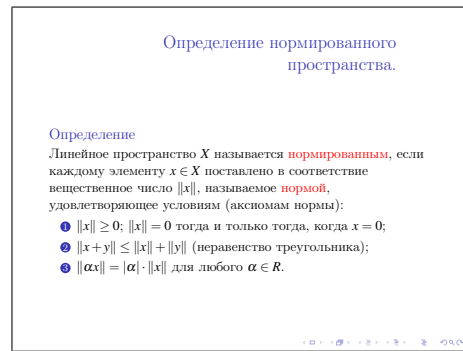 Определение нормированного
пространства.
Определение
Линейное пространство X называется нормированным, если
каждому элементу x ∈ X поставлено в соответствие
вещественное число ‖x‖, называемое нормой,
удовлетворяющее условиям (аксиомам нормы):
1 ‖x‖ ≥ 0; ‖x‖ = 0 тогда и только тогда, когда x = 0;
2 ‖x + y‖ ≤ ‖x‖ + ‖y‖ (неравенство треугольника);
3 ‖αx‖ = |α| · ‖x‖ для любого α ∈ R.